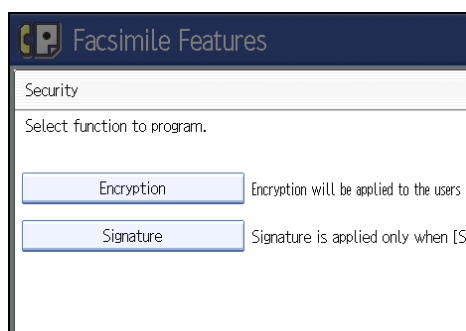 Facsimile Features
Security
Select function to program.
Encryption Encryption will be applied to the users
Signature Signature is applied only when [S